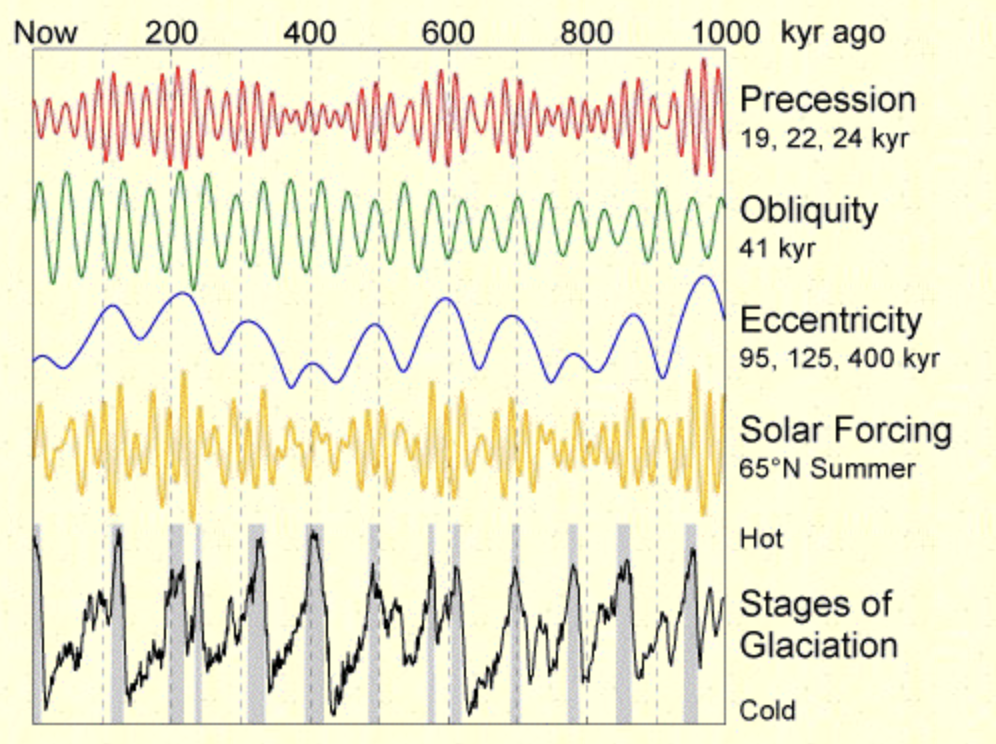 Now 200 400 600 800 1000 kyr ago
Precession
19, 22, 24 kyr
Obliquity
41 kyr
Eccentricity
95, 125, 400 kyr
Solar Forcing
65°N Summer
Hot
Stages of
Glaciation
Cold